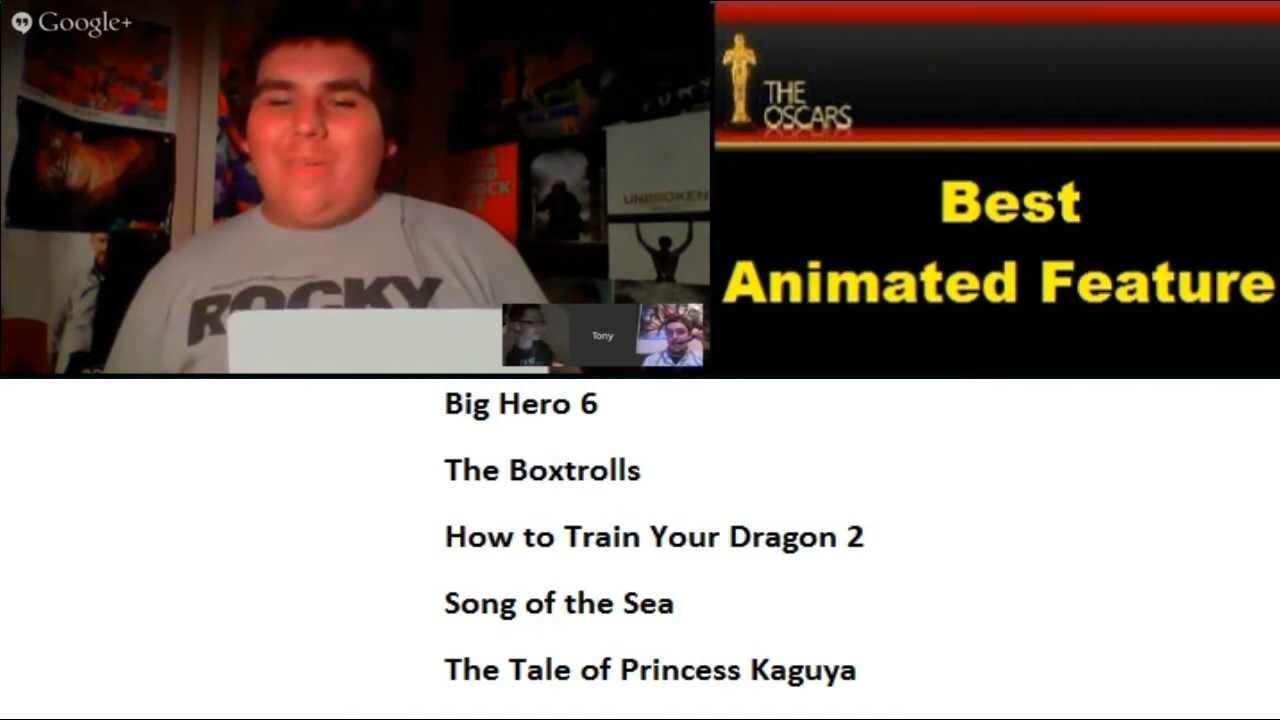 Google+
ROCKY
UNBROKEN
Tony
THE
OSCARS
Best
Animated Feature
Big Hero 6
The Boxtrolls
How to Train Your Dragon 2
Song of the Sea
The Tale of Princess Kaguya